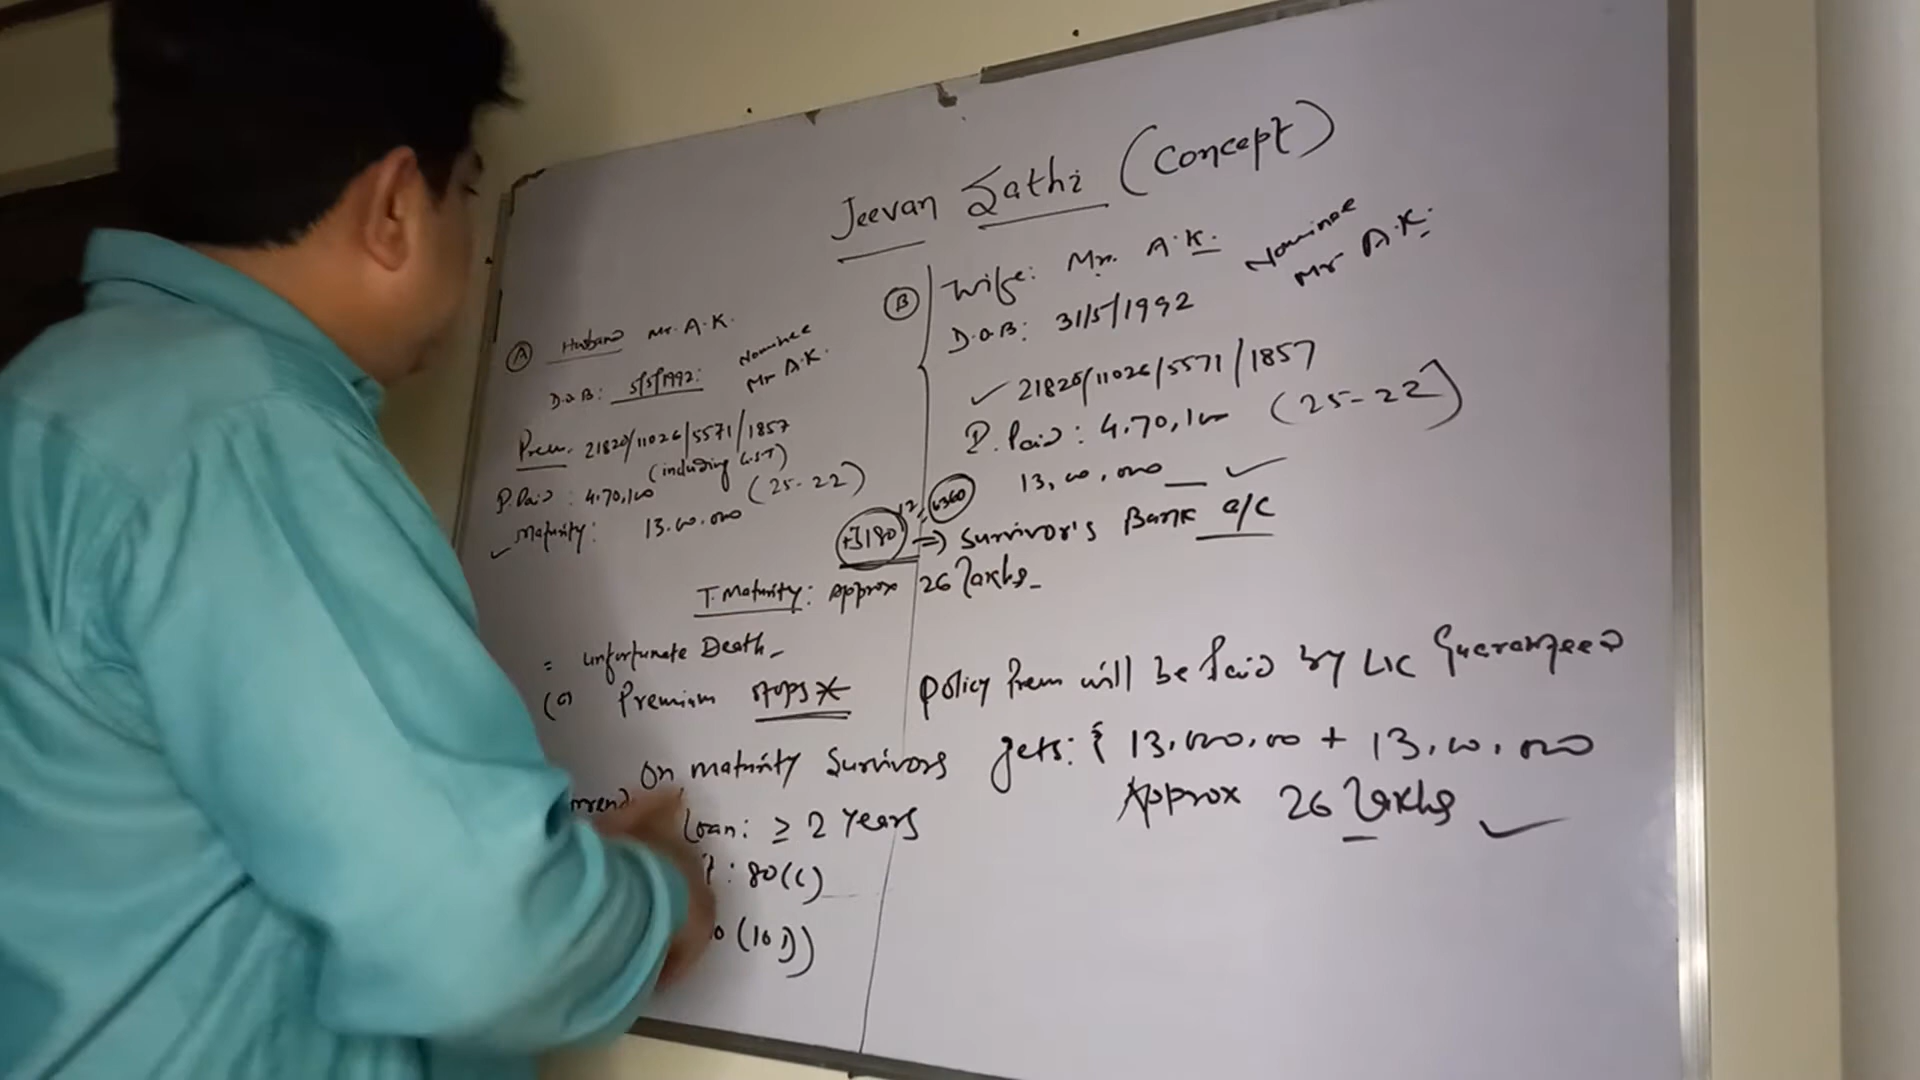 Jeevan Sathi (Concept)
(A) Husband Mr. A.K.
Nominee
Mr A.K.
D.O.B: 5/5/1992:
Prem. 21820/11026/5571/1857
(including G.S.T)
P. Paid : 4.70,100 (25-22)
Maturity: 13.00.000
(B) Wife: Mrs. A.K.
Nominee
Mr A.K.
D.O.B: 31/5/1992
21820/11026/5571/1857
P. Paid: 4.70,100 (25-22)
13,00,000
3180 12, 6360 => Survivor's Bank a/c
T. Maturity: Approx 26 lakhs
= Unfortunate Death
Premium stops Policy Prem will be Paid by LIC Guaranteed
On maturity Survivors gets: ₹ 13,000.00 + 13,00,000
Approx 26 Lakhs
Loan: ≥ 2 Years
: 80(C)
(10 D)